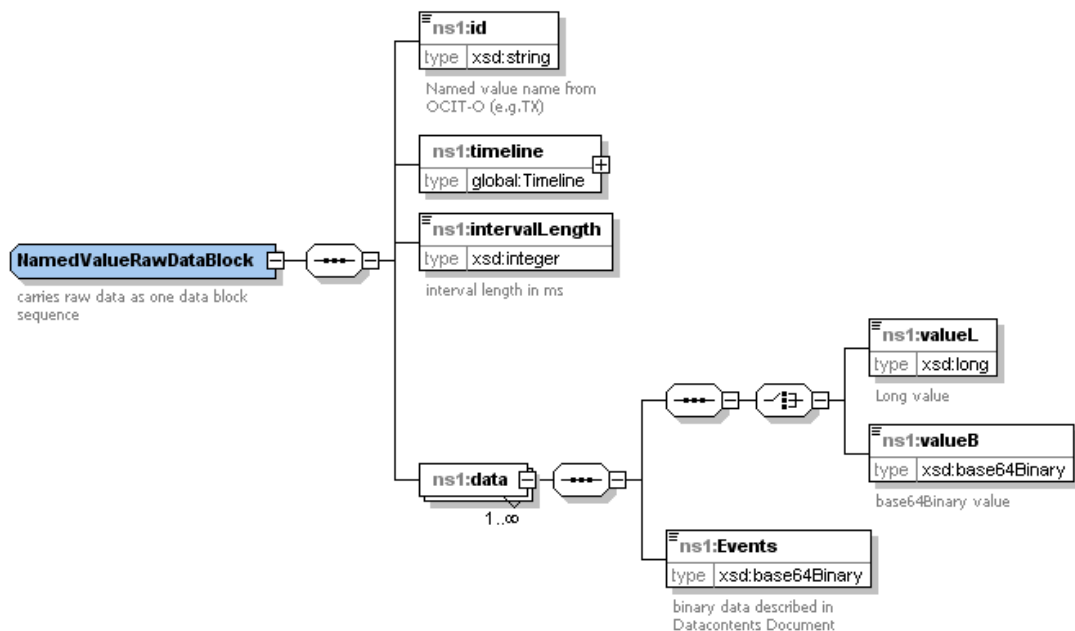 ns1:id
type xsd:string
Named value name from
OCIT-O (e.g.TX)
ns1:timeline
type global:Timeline
ns1:intervalLength
type xsd:integer
interval length in ms
NamedValueRawDataBlock
carries raw data as one data block
sequence
ns1:valueL
type xsd:long
Long value
ns1:valueB
type xsd:base64Binary
base64Binary value
ns1:data
1..∞
ns1:Events
type xsd:base64Binary
binary data described in
Datacontents Document